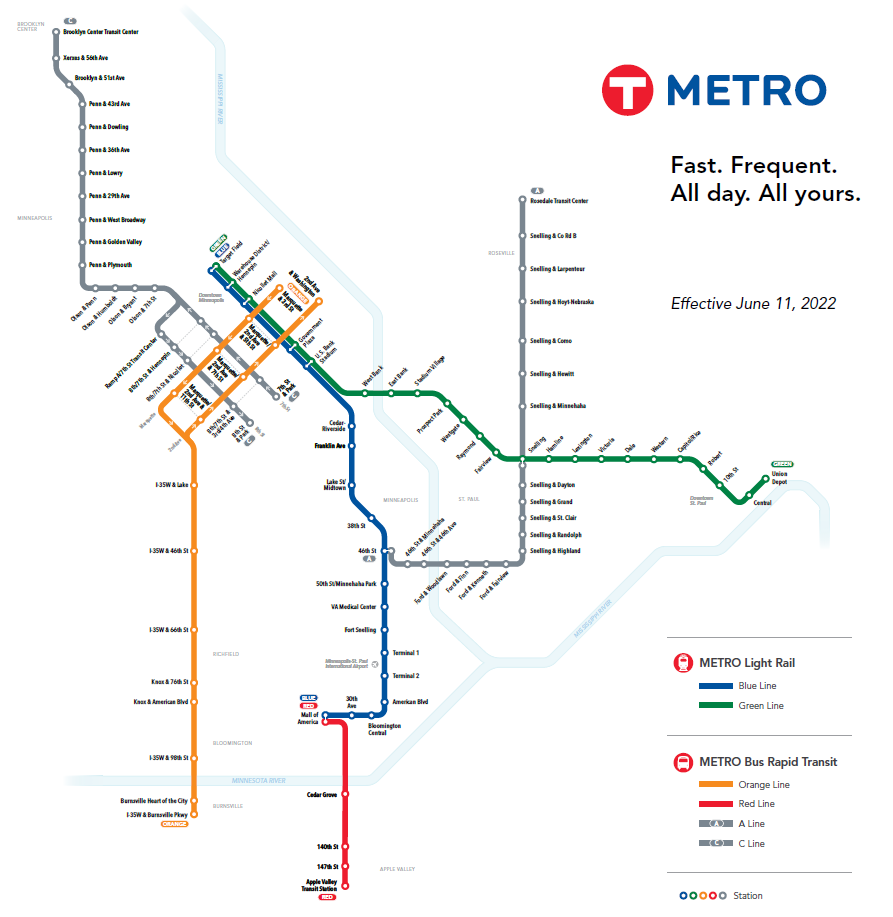 BROOKLYN
CENTER
C
Brooklyn Center Transit Center
Xerxes & 56th Ave
Brooklyn & 51st Ave
Penn & 43rd Ave
Penn & Dowling
Penn & 36th Ave
Penn & Lowry
Penn & 29th Ave
MINNEAPOLIS
Penn & West Broadway
Penn & Golden Valley
Penn & Plymouth
Olson & Penn
Olson & Humboldt
Olson & Bryant
Olson & 7th St
Ramp A/7th St Transit Center
8th/7th St & Hennepin
8th/7th St & Nicollet
8th/7th St &
3rd/4th Ave
8th St
& Park
C
7th St
& Park
C
7th St
8th St
Marquette
2nd Ave
MISSISSIPPI RIVER
GREEN
BLUE
Target Field
Warehouse District/
Hennepin
Nicollet Mall
Downtown
Minneapolis
Government
Plaza
U.S. Bank
Stadium
ORANGE
2nd Ave
& Washington
Marquette
& 3rd St
Marquette/
2nd Ave
& 5th St
Marquette/
2nd Ave
& 7th St
Marquette/
2nd Ave &
11th St
West Bank
East Bank
Stadium Village
Prospect Park
Westgate
Raymond
Fairview
Snelling
Hamline
Lexington
Victoria
Dale
Western
Capitol/Rice
Robert
10th St
Central
GREEN
Union
Depot
Downtown
St. Paul
T METRO
Fast. Frequent.
All day. All yours.
Effective June 11, 2022
A
Rosedale Transit Center
Snelling & Co Rd B
ROSEVILLE
Snelling & Larpenteur
Snelling & Hoyt-Nebraska
Snelling & Como
Snelling & Hewitt
Snelling & Minnehaha
Snelling & Dayton
Snelling & Grand
Snelling & St. Clair
Snelling & Randolph
Snelling & Highland
MINNEAPOLIS
ST. PAUL
46th St & Minnehaha
46th St & 46th Ave
Ford & Woodlawn
Ford & Finn
Ford & Kenneth
Ford & Fairview
Cedar-
Riverside
Franklin Ave
Lake St/
Midtown
38th St
46th St
A
50th St/Minnehaha Park
VA Medical Center
Fort Snelling
Terminal 1
Minneapolis-St. Paul
International Airport
Terminal 2
American Blvd
30th
Ave
Bloomington
Central
BLUE
RED
Mall of
America
MISSISSIPPI RIVER
I-35W & Lake
I-35W & 46th St
I-35W & 66th St
RICHFIELD
Knox & 76th St
Knox & American Blvd
BLOOMINGTON
I-35W & 98th St
MINNESOTA RIVER
Burnsville Heart of the City
BURNSVILLE
I-35W & Burnsville Pkwy
ORANGE
Cedar Grove
140th St
147th St
APPLE VALLEY
Apple Valley
Transit Station
RED
METRO Light Rail
Blue Line
Green Line
METRO Bus Rapid Transit
Orange Line
Red Line
A A Line
C C Line
Station